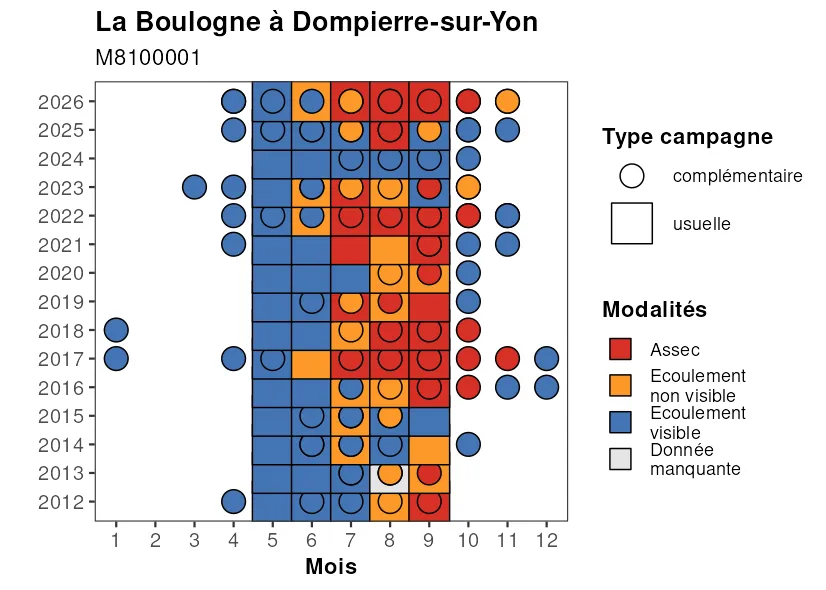 La Boulogne à Dompierre-sur-Yon
M8100001
2026
2025
2024
2023
2022
2021
2020
2019
2018
2017
2016
2015
2014
2013
2012
1 2 3 4 5 6 7 8 9 10 11 12
Mois
Type campagne
complémentaire
usuelle
Modalités
Assec
Ecoulement
non visible
Ecoulement
visible
Donnée
manquante